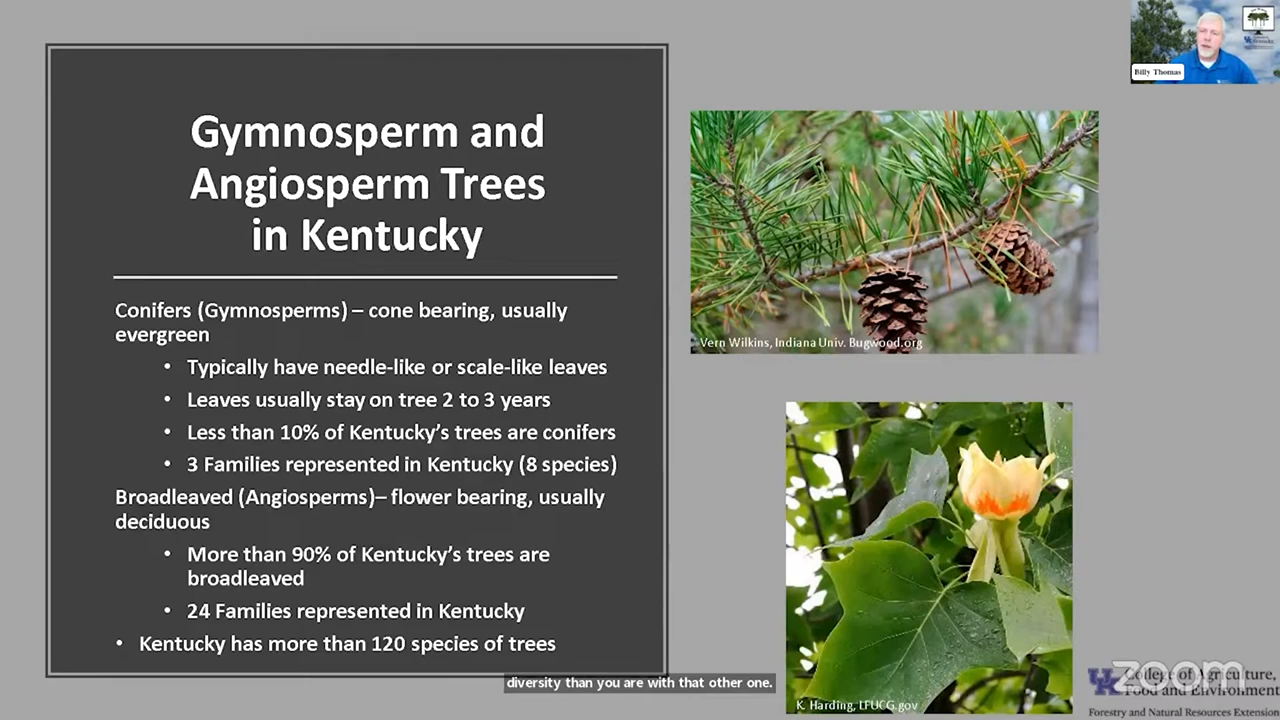 Billy Thomas
Gymnosperm and
Angiosperm Trees
in Kentucky
Conifers (Gymnosperms) – cone bearing, usually
evergreen
• Typically have needle-like or scale-like leaves
• Leaves usually stay on tree 2 to 3 years
• Less than 10% of Kentucky's trees are conifers
• 3 Families represented in Kentucky (8 species)
Broadleaved (Angiosperms)– flower bearing, usually
deciduous
• More than 90% of Kentucky's trees are
broadleaved
• 24 Families represented in Kentucky
• Kentucky has more than 120 species of trees
Vern Wilkins, Indiana Univ. Bugwood.org
K. Harding, LFUCG.gov
diversity than you are with that other one.
zoom
UK College of Agriculture,
Food and Environment
Forestry and Natural Resources Extension